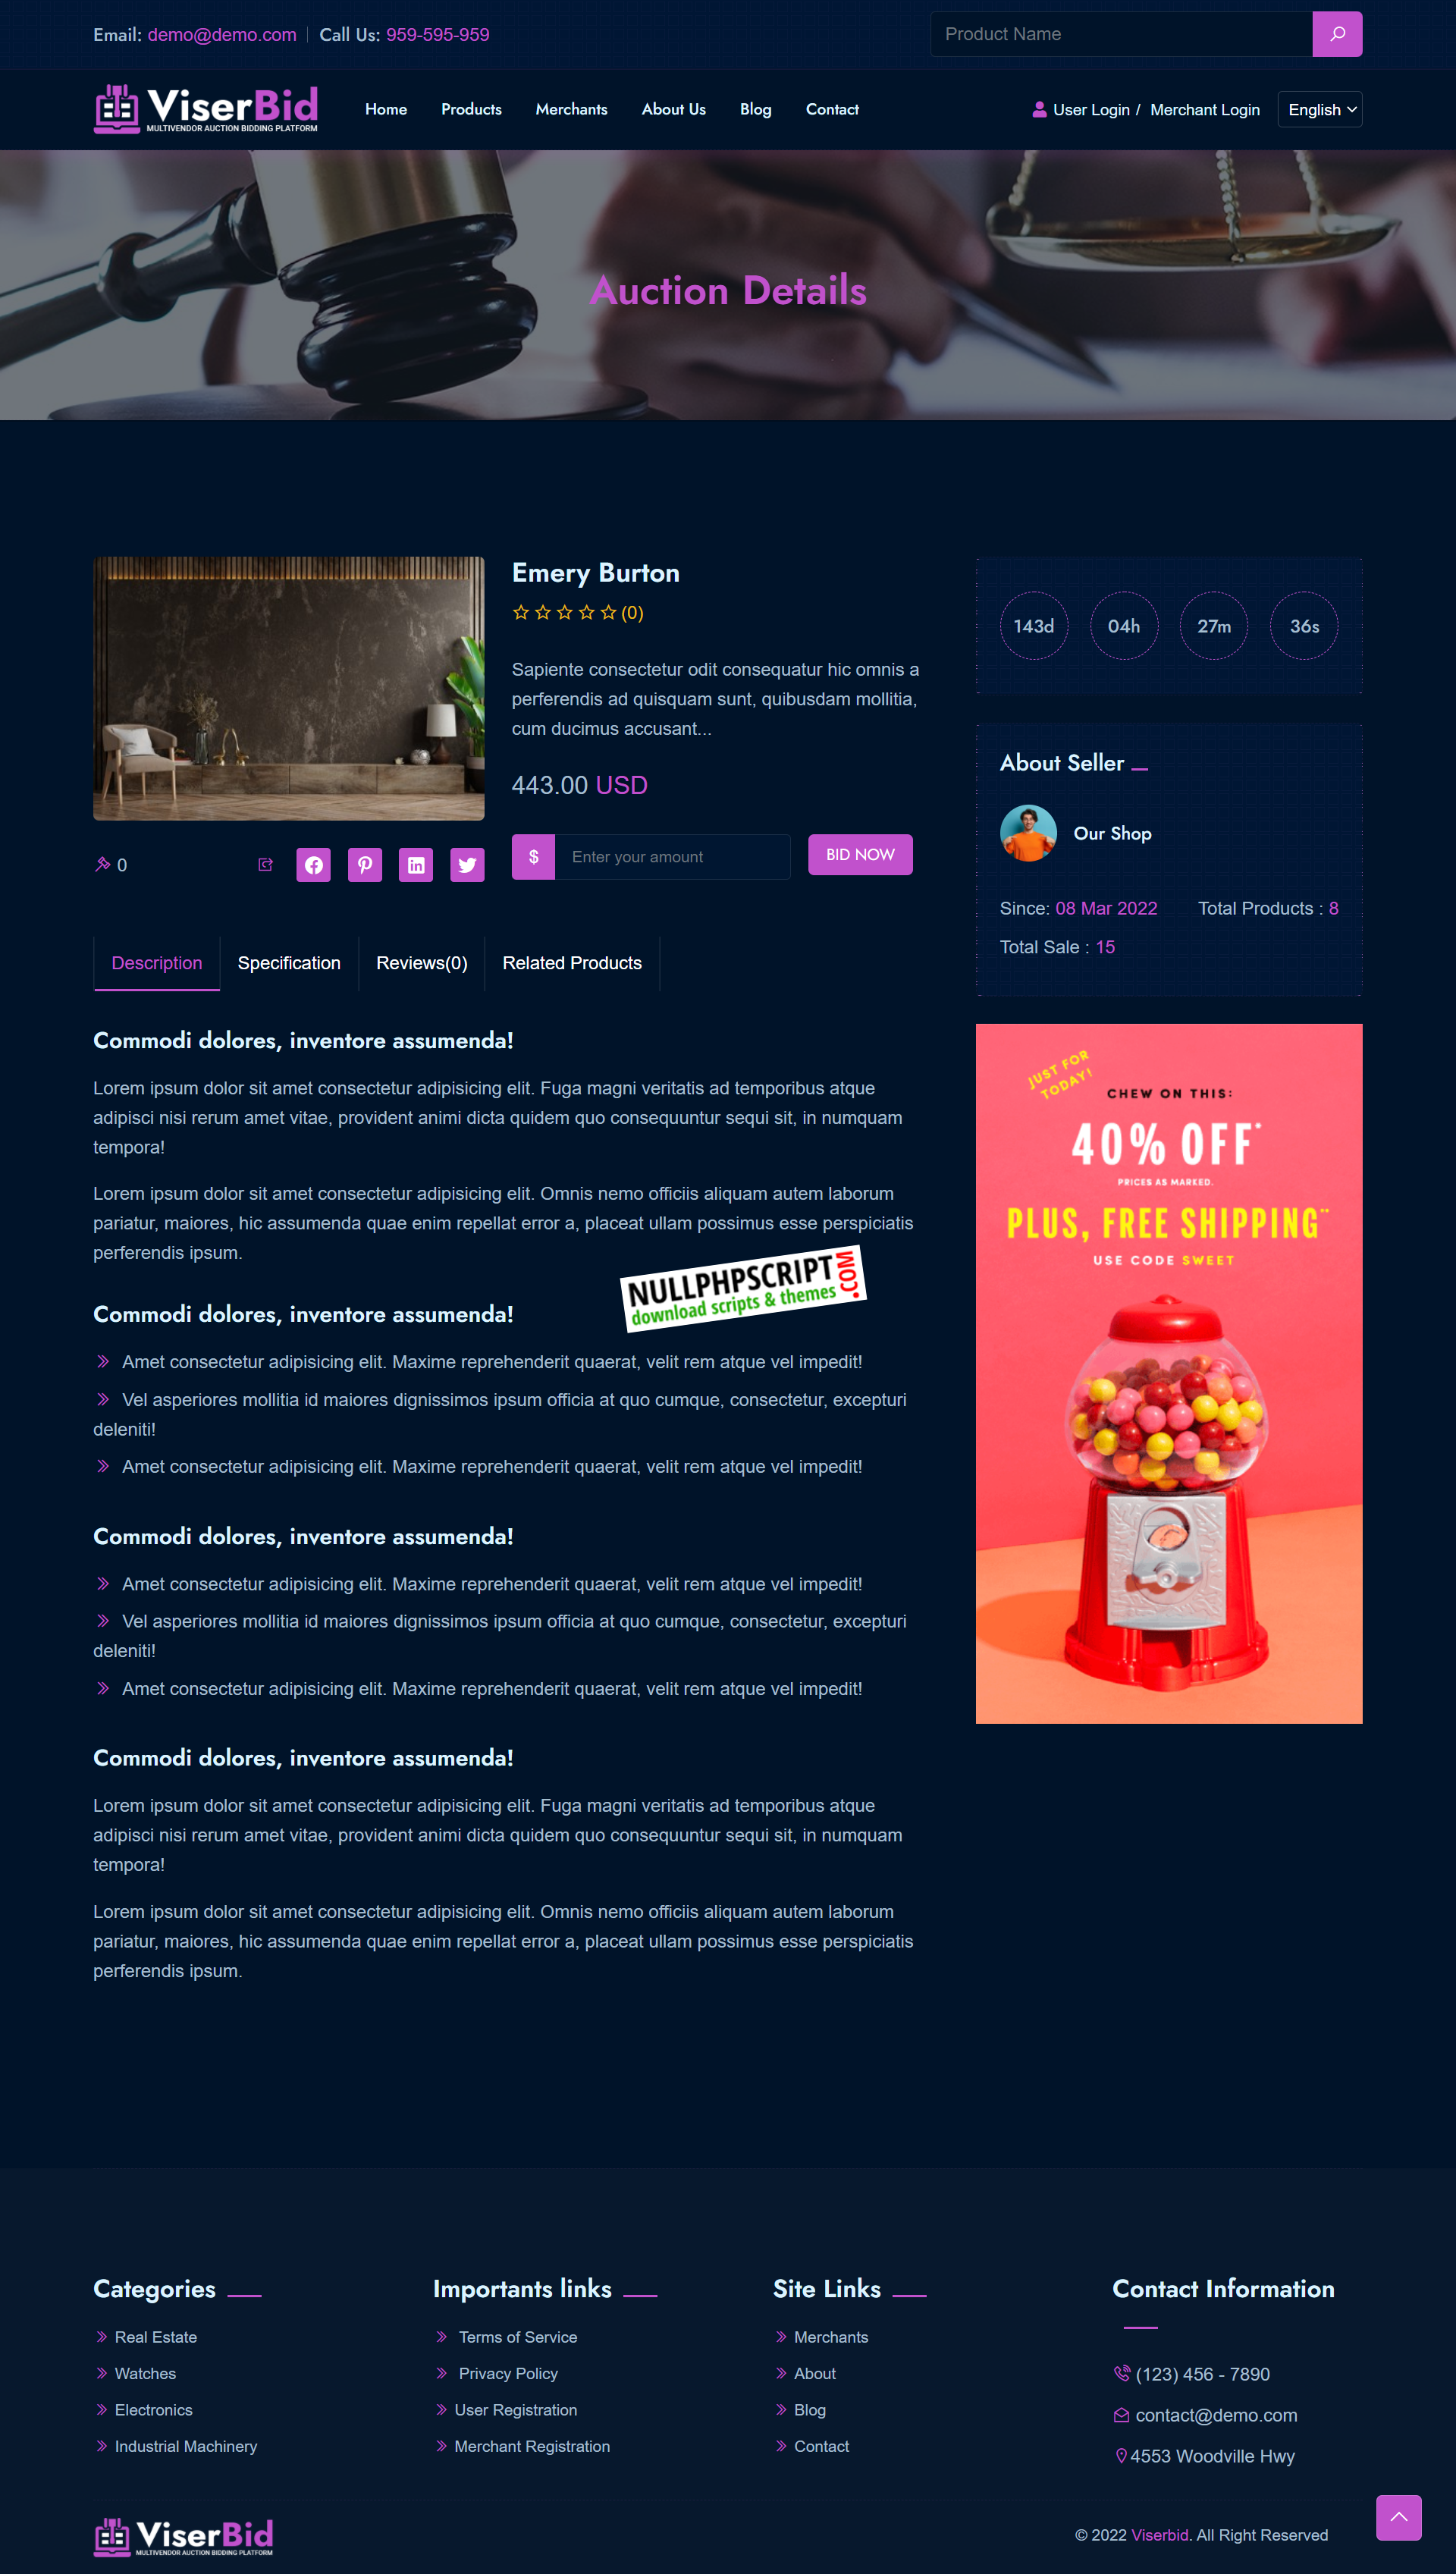 Email: demo@demo.com Call Us: 959-595-959
Product Name
ViserBid
MULTIVENDOR AUCTION BIDDING PLATFORM
Home Products Merchants About Us Blog Contact
User Login / Merchant Login English
Auction Details
Emery Burton
(0)
Sapiente consectetur odit consequatur hic omnis a
perferendis ad quisquam sunt, quibusdam mollitia,
cum ducimus accusant...
443.00 USD
$ Enter your amount BID NOW
0
143d 04h 27m 36s
About Seller
Our Shop
Since: 08 Mar 2022 Total Products : 8
Total Sale : 15
Description Specification Reviews(0) Related Products
Commodi dolores, inventore assumenda!
Lorem ipsum dolor sit amet consectetur adipisicing elit. Fuga magni veritatis ad temporibus atque
adipisci nisi rerum amet vitae, provident animi dicta quidem quo consequuntur sequi sit, in numquam
tempora!
Lorem ipsum dolor sit amet consectetur adipisicing elit. Omnis nemo officiis aliquam autem laborum
pariatur, maiores, hic assumenda quae enim repellat error a, placeat ullam possimus esse perspiciatis
perferendis ipsum.
NULLPHPSCRIPT.COM
download scripts & themes
Commodi dolores, inventore assumenda!
Amet consectetur adipisicing elit. Maxime reprehenderit quaerat, velit rem atque vel impedit!
Vel asperiores mollitia id maiores dignissimos ipsum officia at quo cumque, consectetur, excepturi
deleniti!
Amet consectetur adipisicing elit. Maxime reprehenderit quaerat, velit rem atque vel impedit!
Commodi dolores, inventore assumenda!
Amet consectetur adipisicing elit. Maxime reprehenderit quaerat, velit rem atque vel impedit!
Vel asperiores mollitia id maiores dignissimos ipsum officia at quo cumque, consectetur, excepturi
deleniti!
Amet consectetur adipisicing elit. Maxime reprehenderit quaerat, velit rem atque vel impedit!
Commodi dolores, inventore assumenda!
Lorem ipsum dolor sit amet consectetur adipisicing elit. Fuga magni veritatis ad temporibus atque
adipisci nisi rerum amet vitae, provident animi dicta quidem quo consequuntur sequi sit, in numquam
tempora!
Lorem ipsum dolor sit amet consectetur adipisicing elit. Omnis nemo officiis aliquam autem laborum
pariatur, maiores, hic assumenda quae enim repellat error a, placeat ullam possimus esse perspiciatis
perferendis ipsum.
JUST FOR
TODAY!
CHEW ON THIS:
40% OFF*
PRICES AS MARKED.
PLUS, FREE SHIPPING**
USE CODE SWEET
Categories
Real Estate
Watches
Electronics
Industrial Machinery
Importants links
Terms of Service
Privacy Policy
User Registration
Merchant Registration
Site Links
Merchants
About
Blog
Contact
Contact Information
(123) 456 - 7890
contact@demo.com
4553 Woodville Hwy
ViserBid
MULTIVENDOR AUCTION BIDDING PLATFORM
© 2022 Viserbid. All Right Reserved